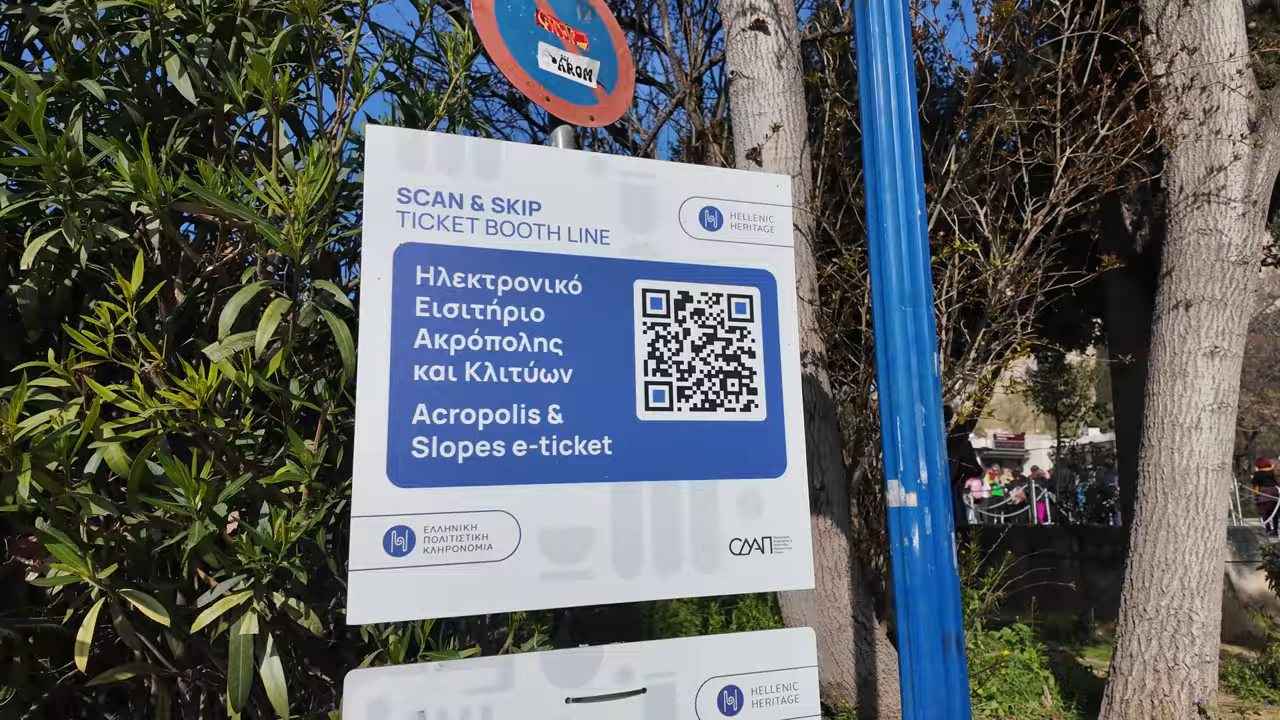 AROM
SCAN & SKIP
TICKET BOOTH LINE
HELLENIC
HERITAGE
Ηλεκτρονικό
Εισιτήριο
Ακρόπολης
και Κλιτύων
Acropolis &
Slopes e-ticket
ΕΛΛΗΝΙΚΗ
ΠΟΛΙΤΙΣΤΙΚΗ
ΚΛΗΡΟΝΟΜΙΑ
HELLENIC
HERITAGE